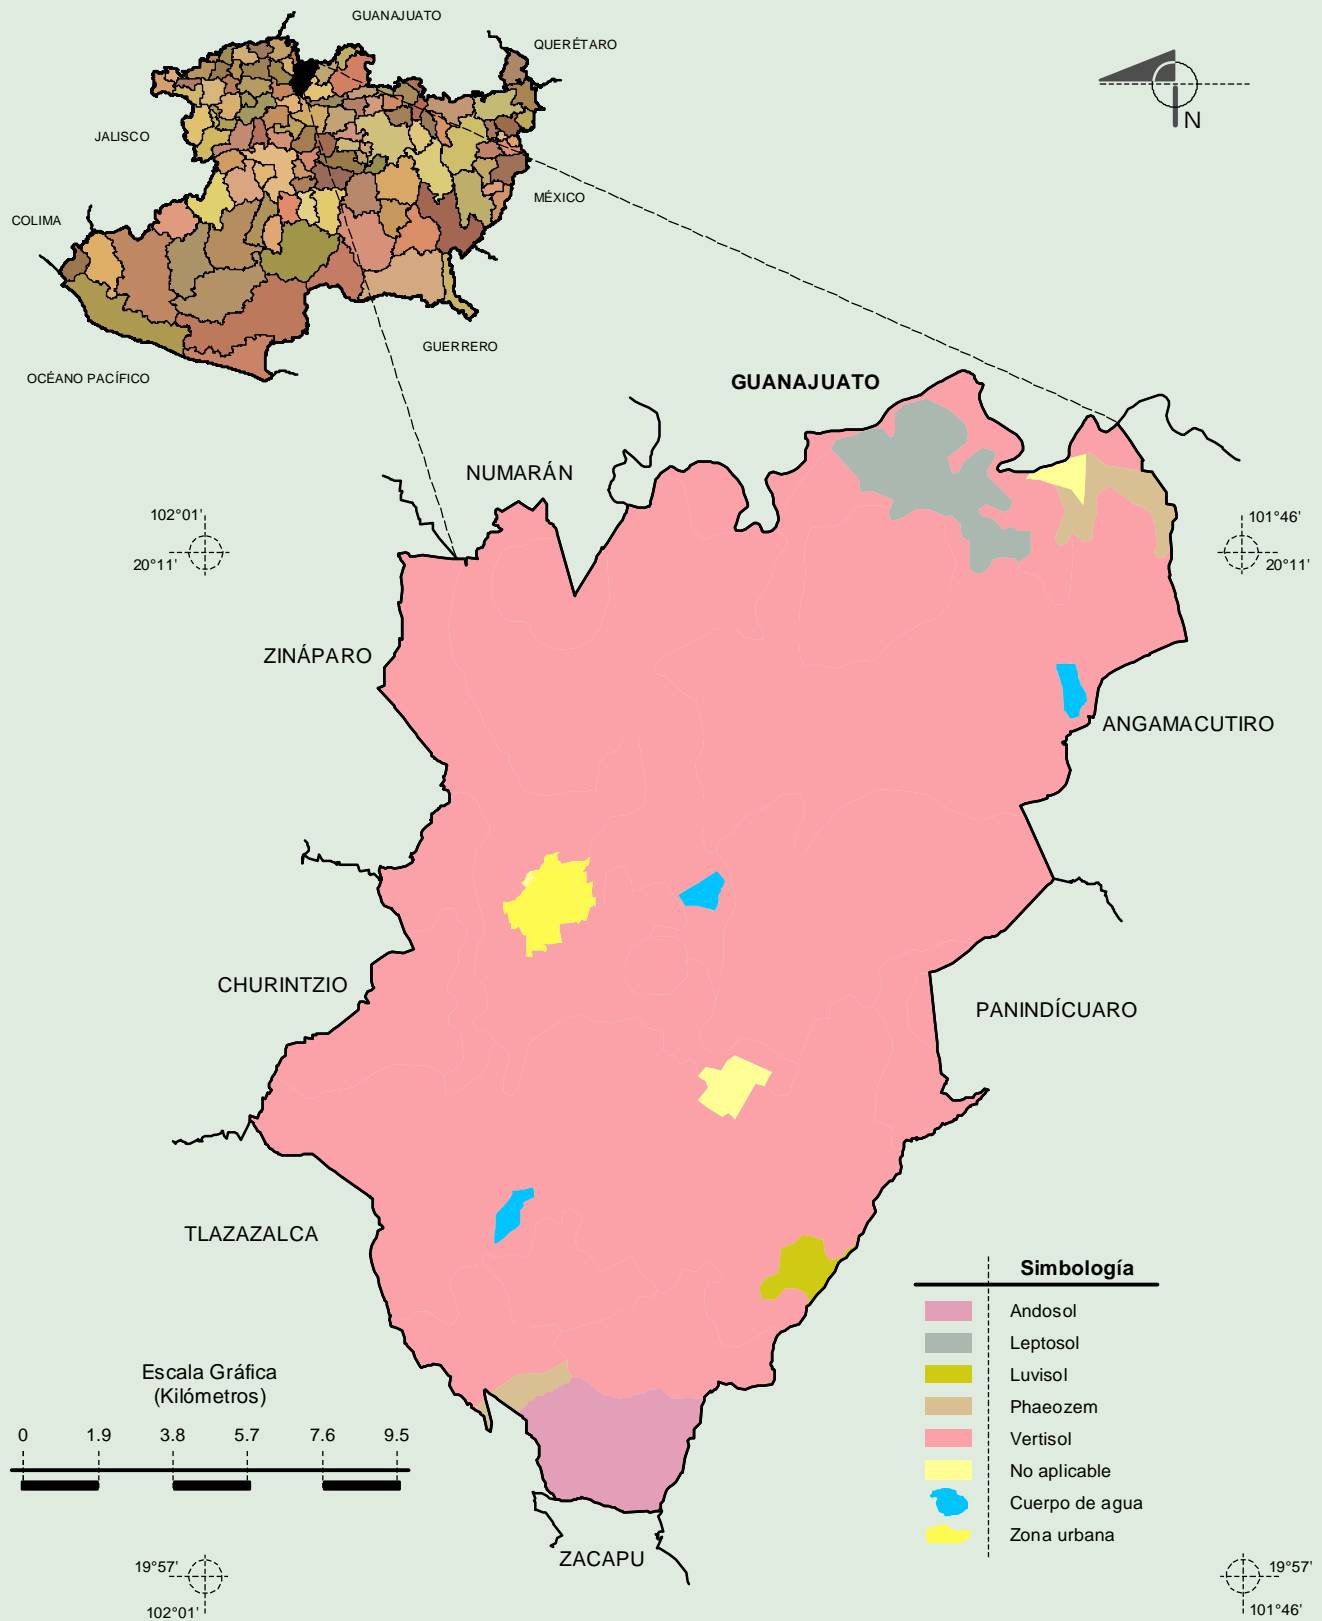 GUANAJUATO
QUERÉTARO
JALISCO
N
MÉXICO
COLIMA
GUERRERO
OCÉANO PACÍFICO
GUANAJUATO
NUMARÁN
102°01'
20°11'
101°46'
20°11'
ZINÁPARO
ANGAMACUTIRO
CHURINTZIO
PANINDÍCUARO
TLAZAZALCA
Simbología
Andosol
Leptosol
Luvisol
Phaeozem
Vertisol
No aplicable
Cuerpo de agua
Zona urbana
Escala Gráfica
(Kilómetros)
0 1.9 3.8 5.7 7.6 9.5
ZACAPU
19°57'
102°01'
19°57'
101°46'